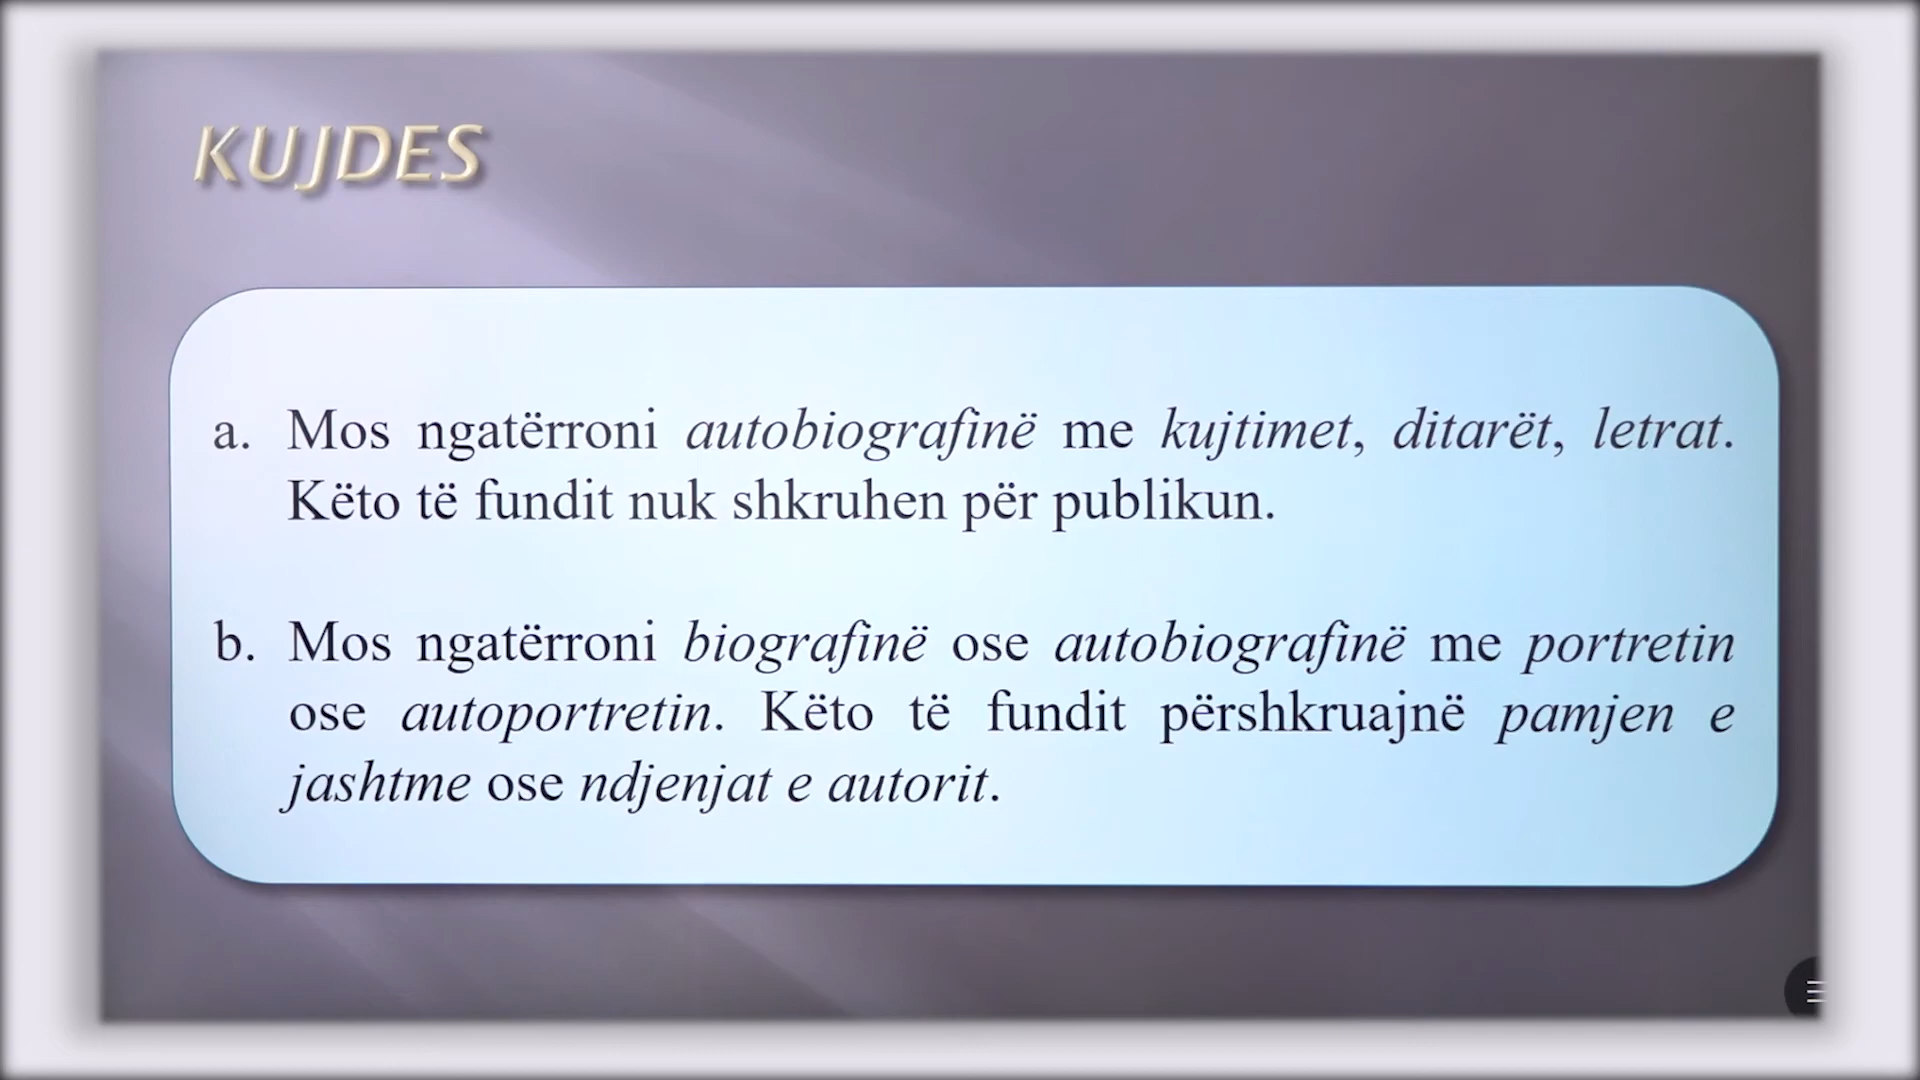 KUJDES
a. Mos ngatërroni autobiografinë me kujtimet, ditarët, letrat.
Këto të fundit nuk shkruhen për publikun.
b. Mos ngatërroni biografinë ose autobiografinë me portretin
ose autoportretin. Këto të fundit përshkruajnë pamjen e
jashtme ose ndjenjat e autorit.